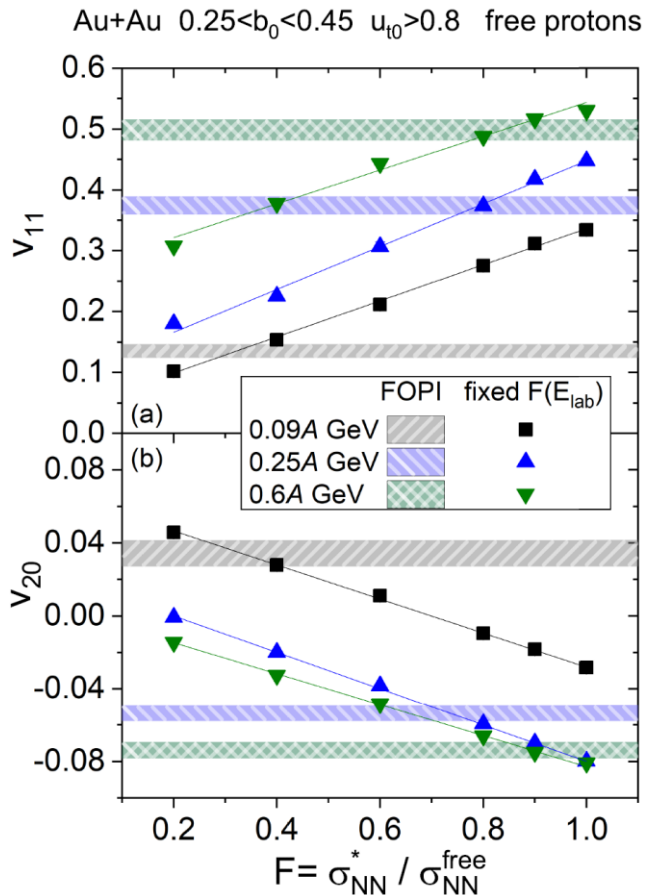 Au+Au 0.25<b₀<0.45 uₜ₀>0.8 free protons
0.6
0.5
0.4
0.3
0.2
0.1
0.0
v₁₁
(a)
FOPI fixed F(E_lab)
0.09A GeV
0.25A GeV
0.6A GeV
(b)
0.08
0.04
0.00
-0.04
-0.08
v₂₀
0.2 0.4 0.6 0.8 1.0
F= σ*_NN / σ^free_NN